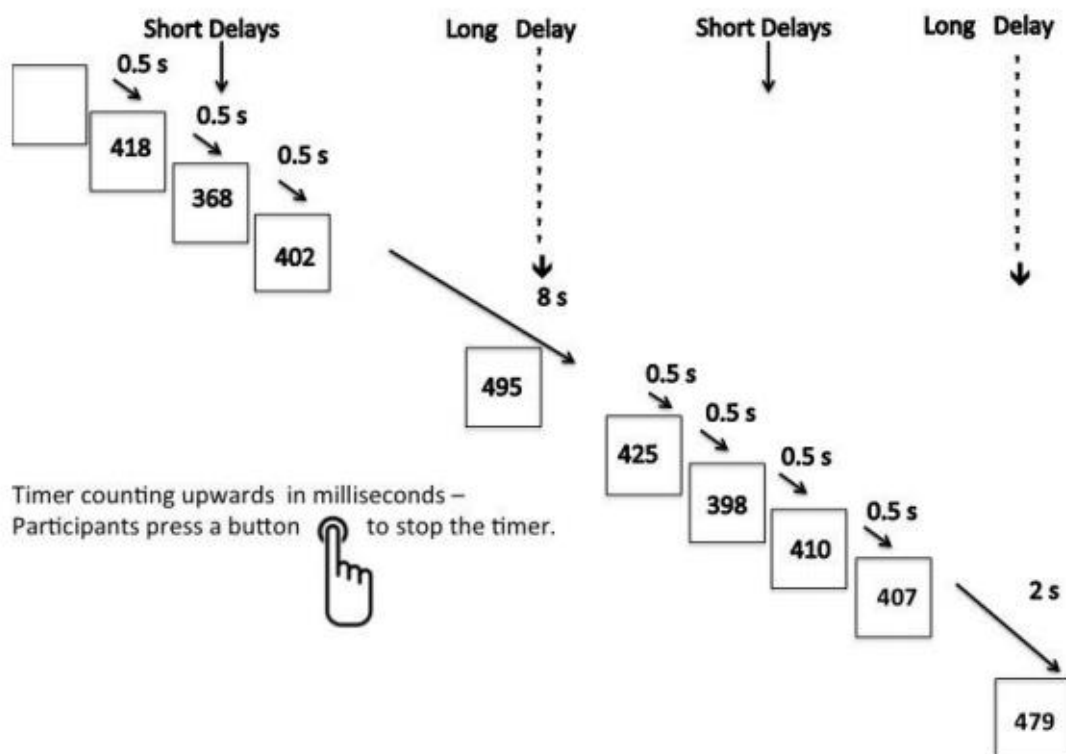 Short Delays
Long Delay
Short Delays
Long Delay
0.5 s
0.5 s
0.5 s
418
368
402
8 s
495
0.5 s
0.5 s
0.5 s
0.5 s
425
398
410
407
Timer counting upwards in milliseconds –
Participants press a button to stop the timer.
2 s
479